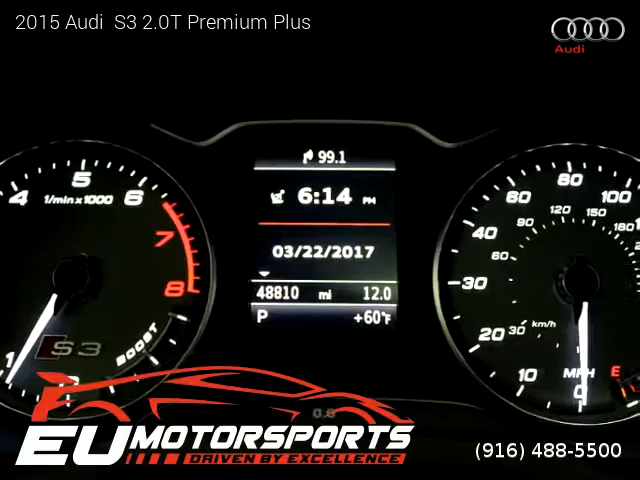 2015 Audi S3 2.0T Premium Plus
Audi
99.1
6:14 PM
03/22/2017
48810 mi 12.0
P +60°F
1/min x 1000
1 4 5 6 7 8
S3
BOOST
0 10 20 30 40 60 80 100
30 60 90 120 150 180
km/h
MPH
E
0.8
EU MOTORSPORTS
DRIVEN BY EXCELLENCE
(916) 488-5500